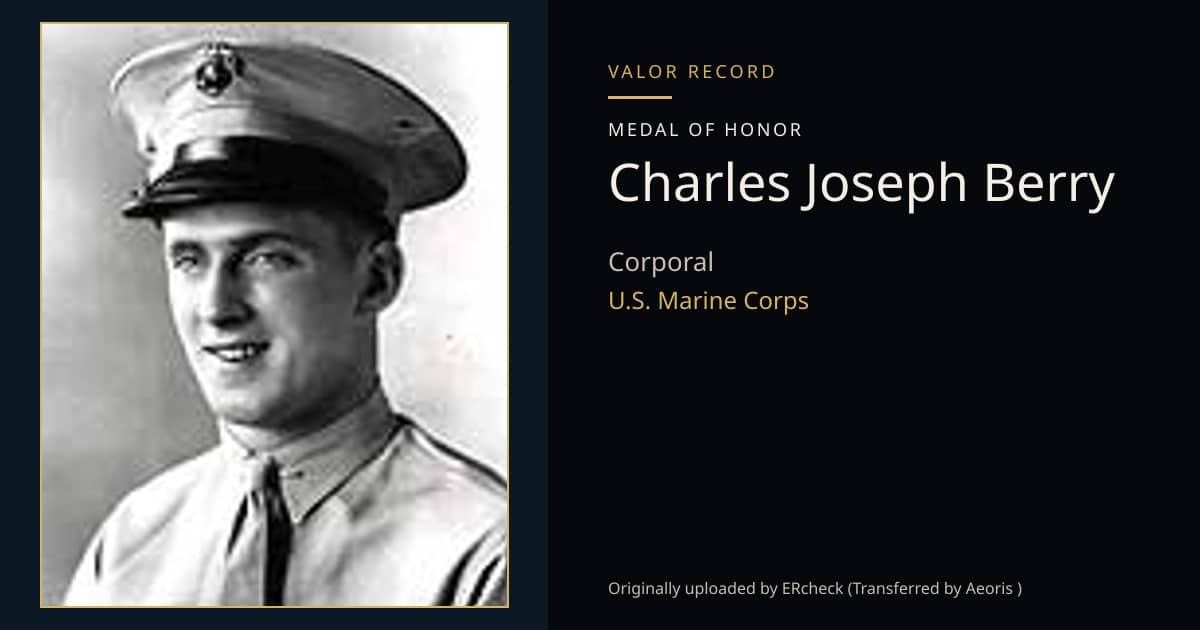 VALOR RECORD
MEDAL OF HONOR
Charles Joseph Berry
Corporal
U.S. Marine Corps
Originally uploaded by ERcheck (Transferred by Aeoris )